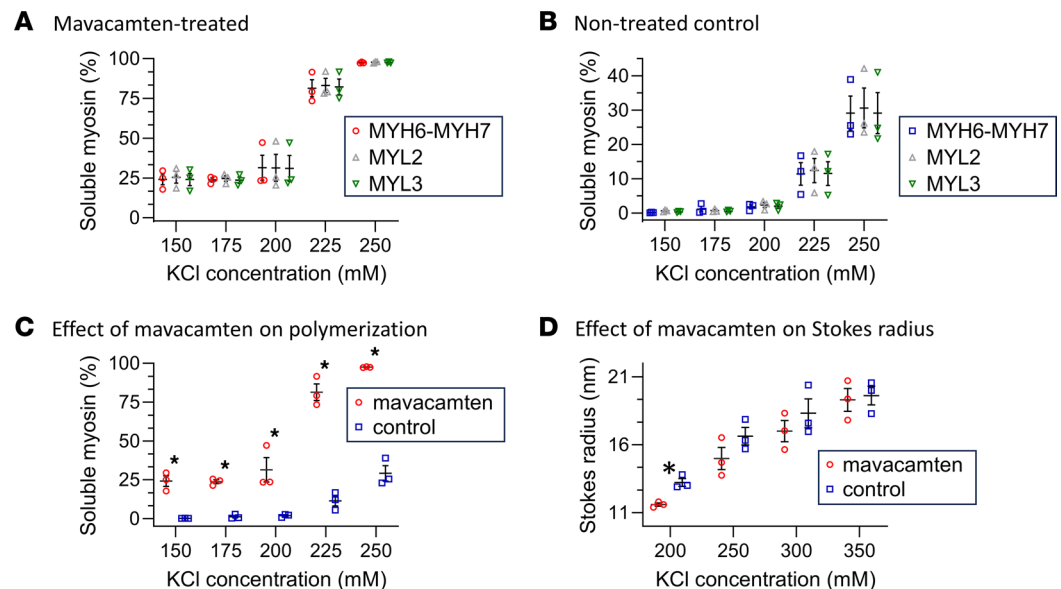 A Mavacamten-treated
Soluble myosin (%)
100
75
50
25
0
150 175 200 225 250
KCl concentration (mM)
MYH6-MYH7
MYL2
MYL3
B Non-treated control
Soluble myosin (%)
40
30
20
10
0
150 175 200 225 250
KCl concentration (mM)
MYH6-MYH7
MYL2
MYL3
C Effect of mavacamten on polymerization
Soluble myosin (%)
100
75
50
25
0
* * * * *
150 175 200 225 250
KCl concentration (mM)
mavacamten
control
D Effect of mavacamten on Stokes radius
Stokes radius (nm)
21
16
11
*
200 250 300 350
KCl concentration (mM)
mavacamten
control